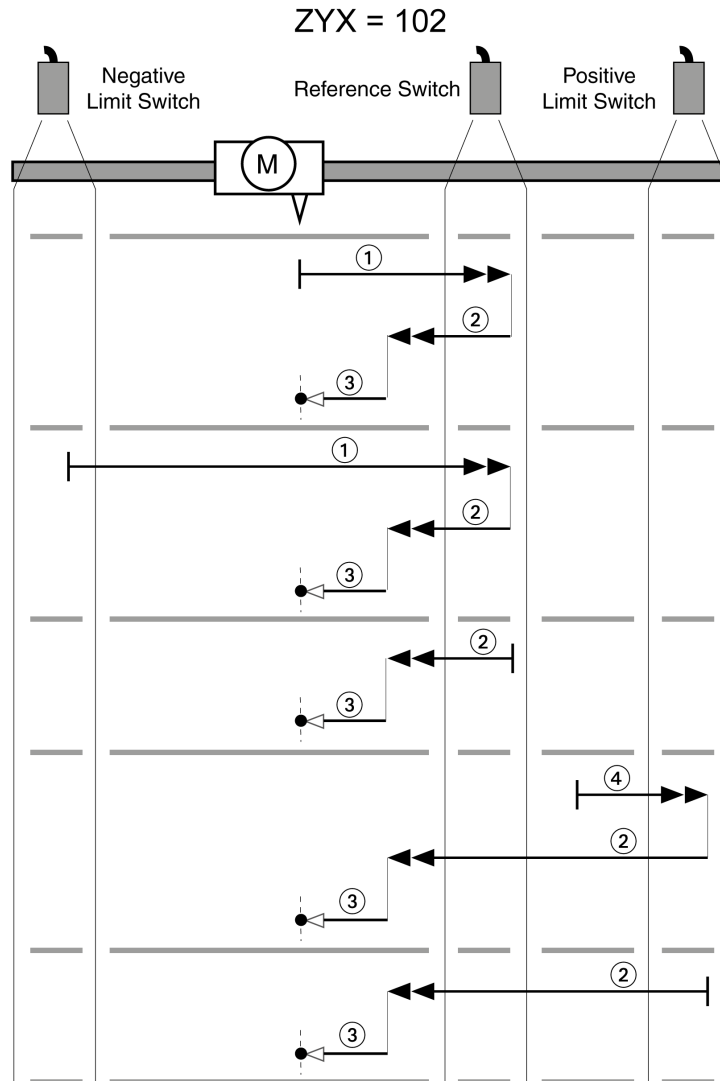 ZYX = 102
Negative
Limit Switch
Reference Switch
Positive
Limit Switch
M
1
2
3
1
2
3
2
3
4
2
3
2
3